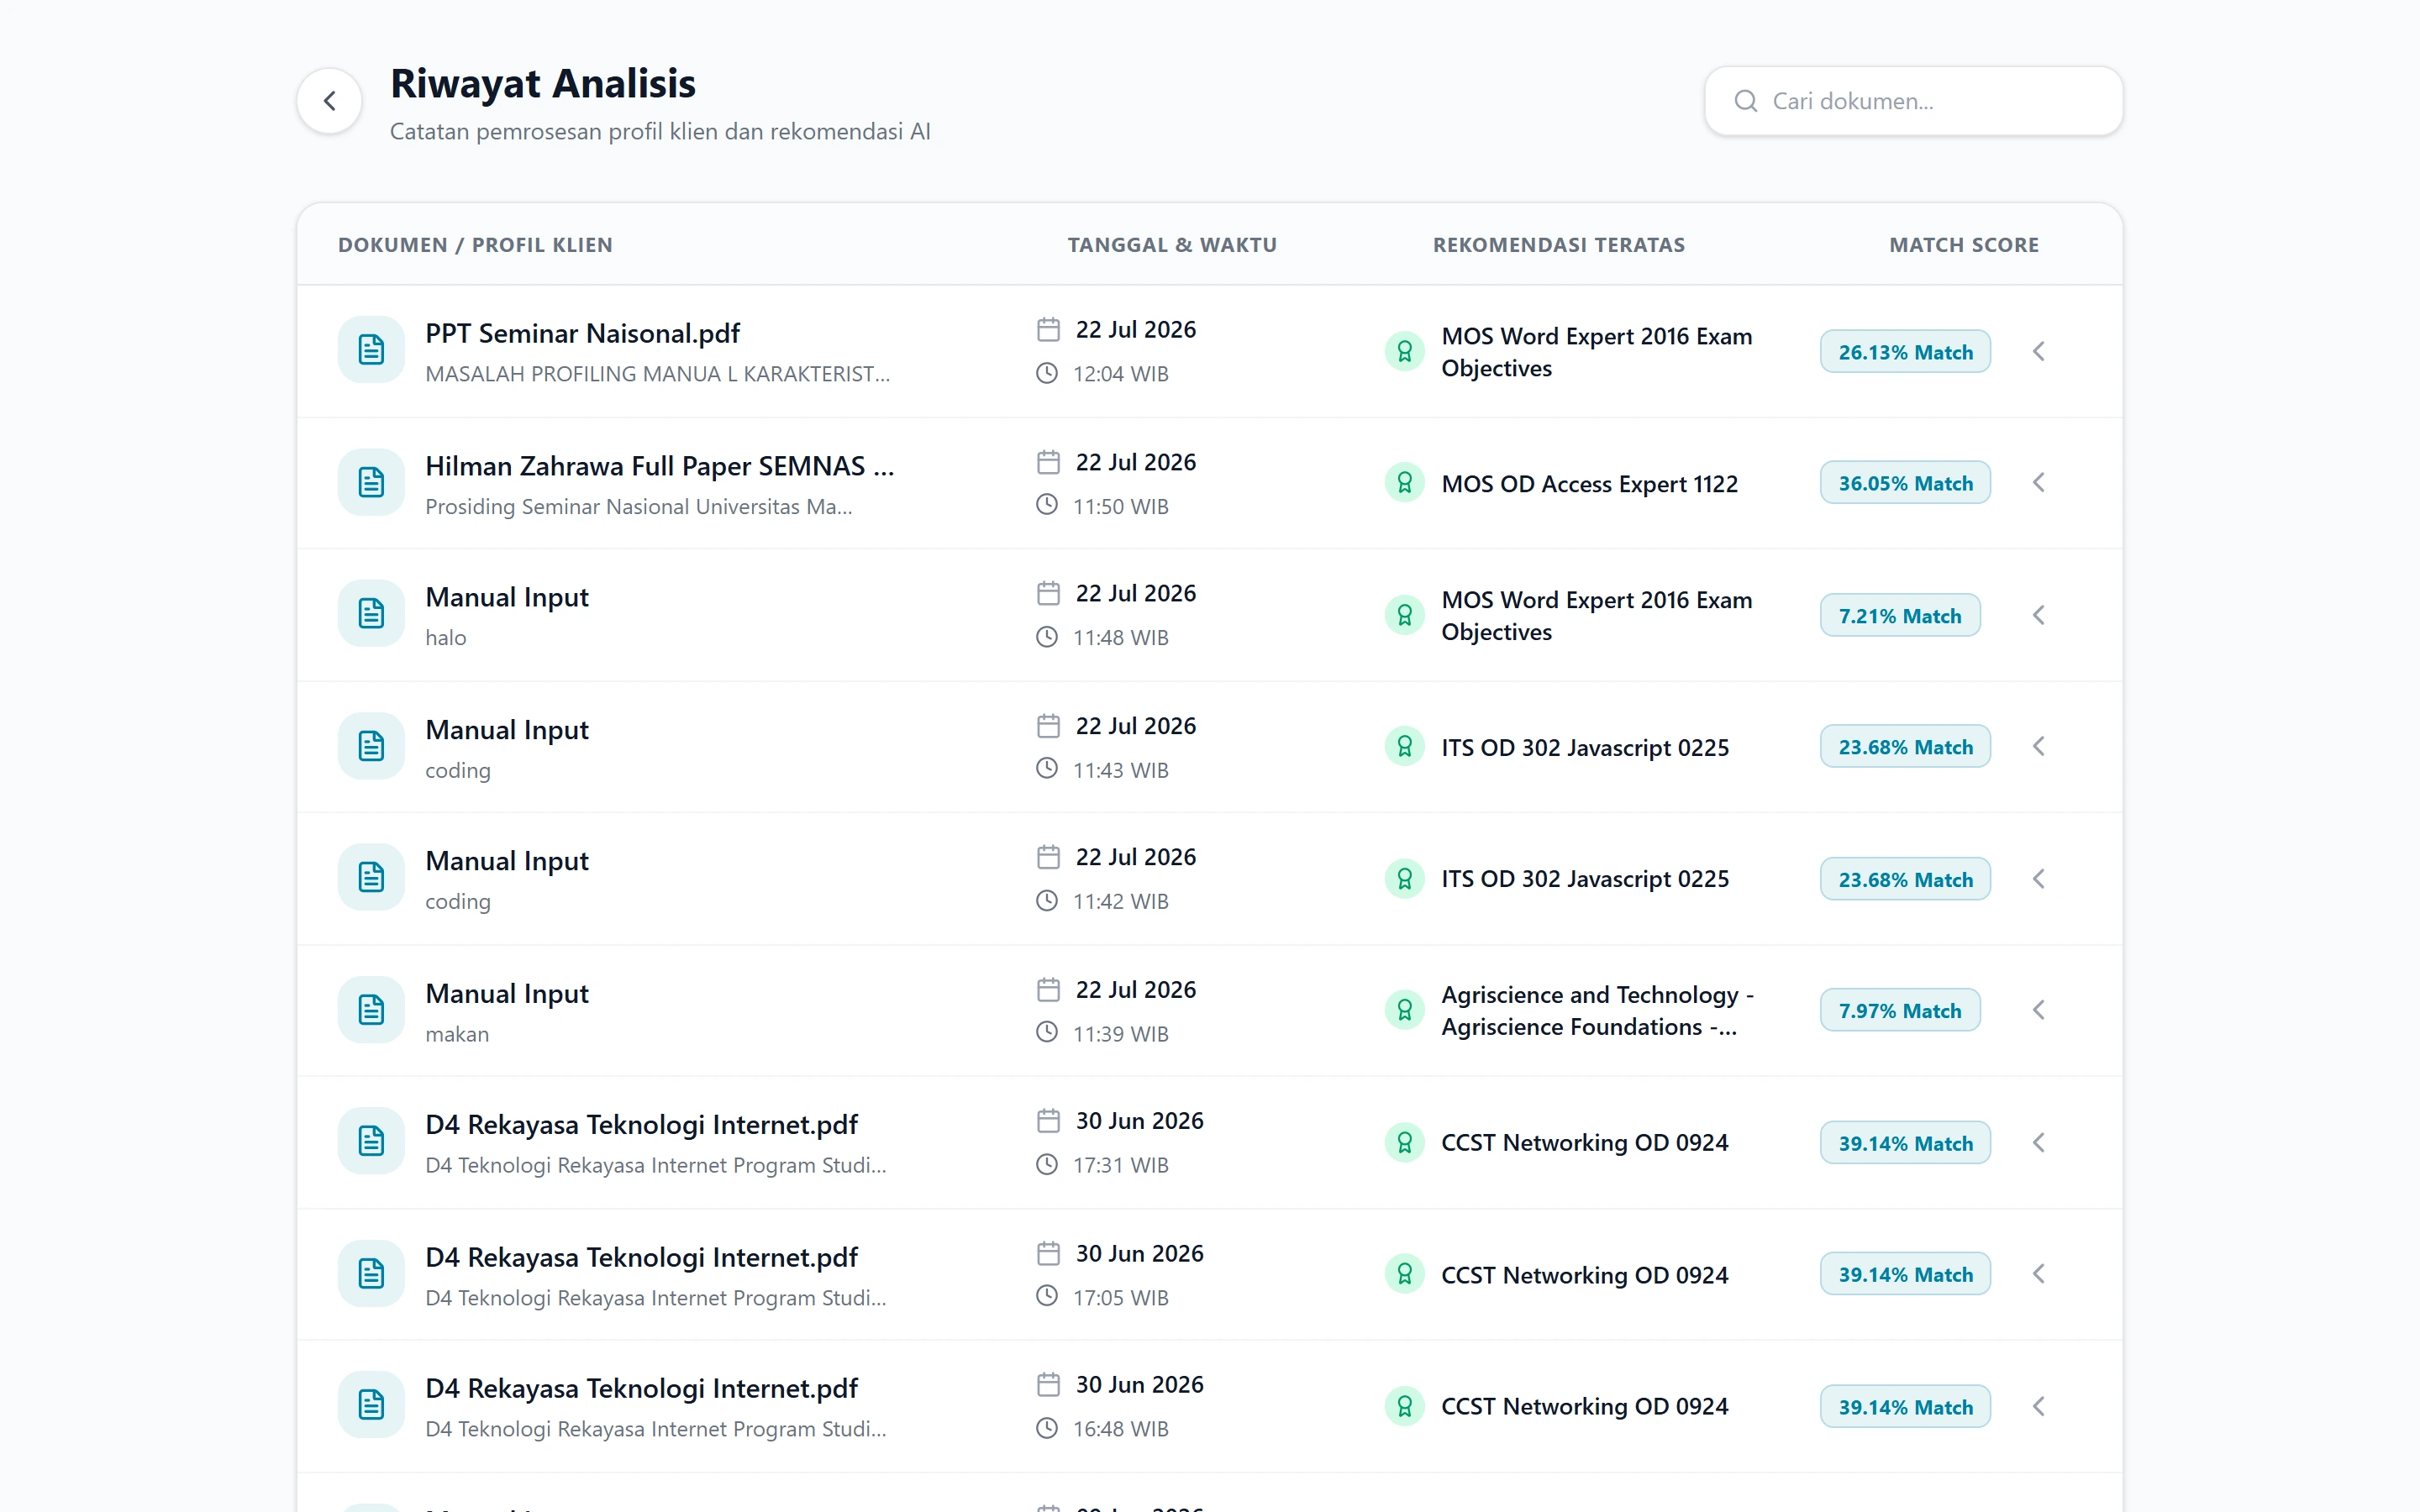 Riwayat Analisis
Catatan pemrosesan profil klien dan rekomendasi AI
Cari dokumen...
DOKUMEN / PROFIL KLIEN
TANGGAL & WAKTU
REKOMENDASI TERATAS
MATCH SCORE
PPT Seminar Naisonal.pdf
MASALAH PROFILING MANUA L KARAKTERIST...
22 Jul 2026
12:04 WIB
MOS Word Expert 2016 Exam
Objectives
26.13% Match
Hilman Zahrawa Full Paper SEMNAS ...
Prosiding Seminar Nasional Universitas Ma...
22 Jul 2026
11:50 WIB
MOS OD Access Expert 1122
36.05% Match
Manual Input
halo
22 Jul 2026
11:48 WIB
MOS Word Expert 2016 Exam
Objectives
7.21% Match
Manual Input
coding
22 Jul 2026
11:43 WIB
ITS OD 302 Javascript 0225
23.68% Match
Manual Input
coding
22 Jul 2026
11:42 WIB
ITS OD 302 Javascript 0225
23.68% Match
Manual Input
makan
22 Jul 2026
11:39 WIB
Agriscience and Technology -
Agriscience Foundations -...
7.97% Match
D4 Rekayasa Teknologi Internet.pdf
D4 Teknologi Rekayasa Internet Program Studi...
30 Jun 2026
17:31 WIB
CCST Networking OD 0924
39.14% Match
D4 Rekayasa Teknologi Internet.pdf
D4 Teknologi Rekayasa Internet Program Studi...
30 Jun 2026
17:05 WIB
CCST Networking OD 0924
39.14% Match
D4 Rekayasa Teknologi Internet.pdf
D4 Teknologi Rekayasa Internet Program Studi...
30 Jun 2026
16:48 WIB
CCST Networking OD 0924
39.14% Match